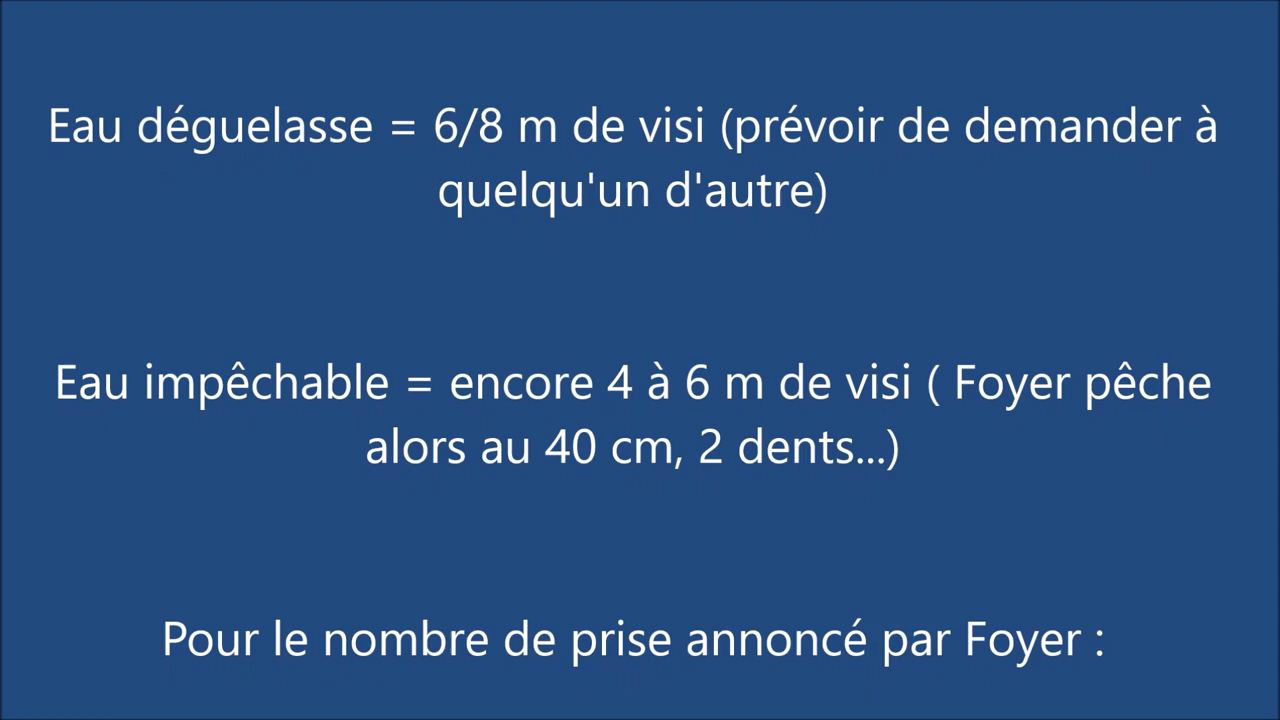 Eau déguelasse = 6/8 m de visi (prévoir de demander à
quelqu'un d'autre)
Eau impêchable = encore 4 à 6 m de visi ( Foyer pêche
alors au 40 cm, 2 dents...)
Pour le nombre de prise annoncé par Foyer :